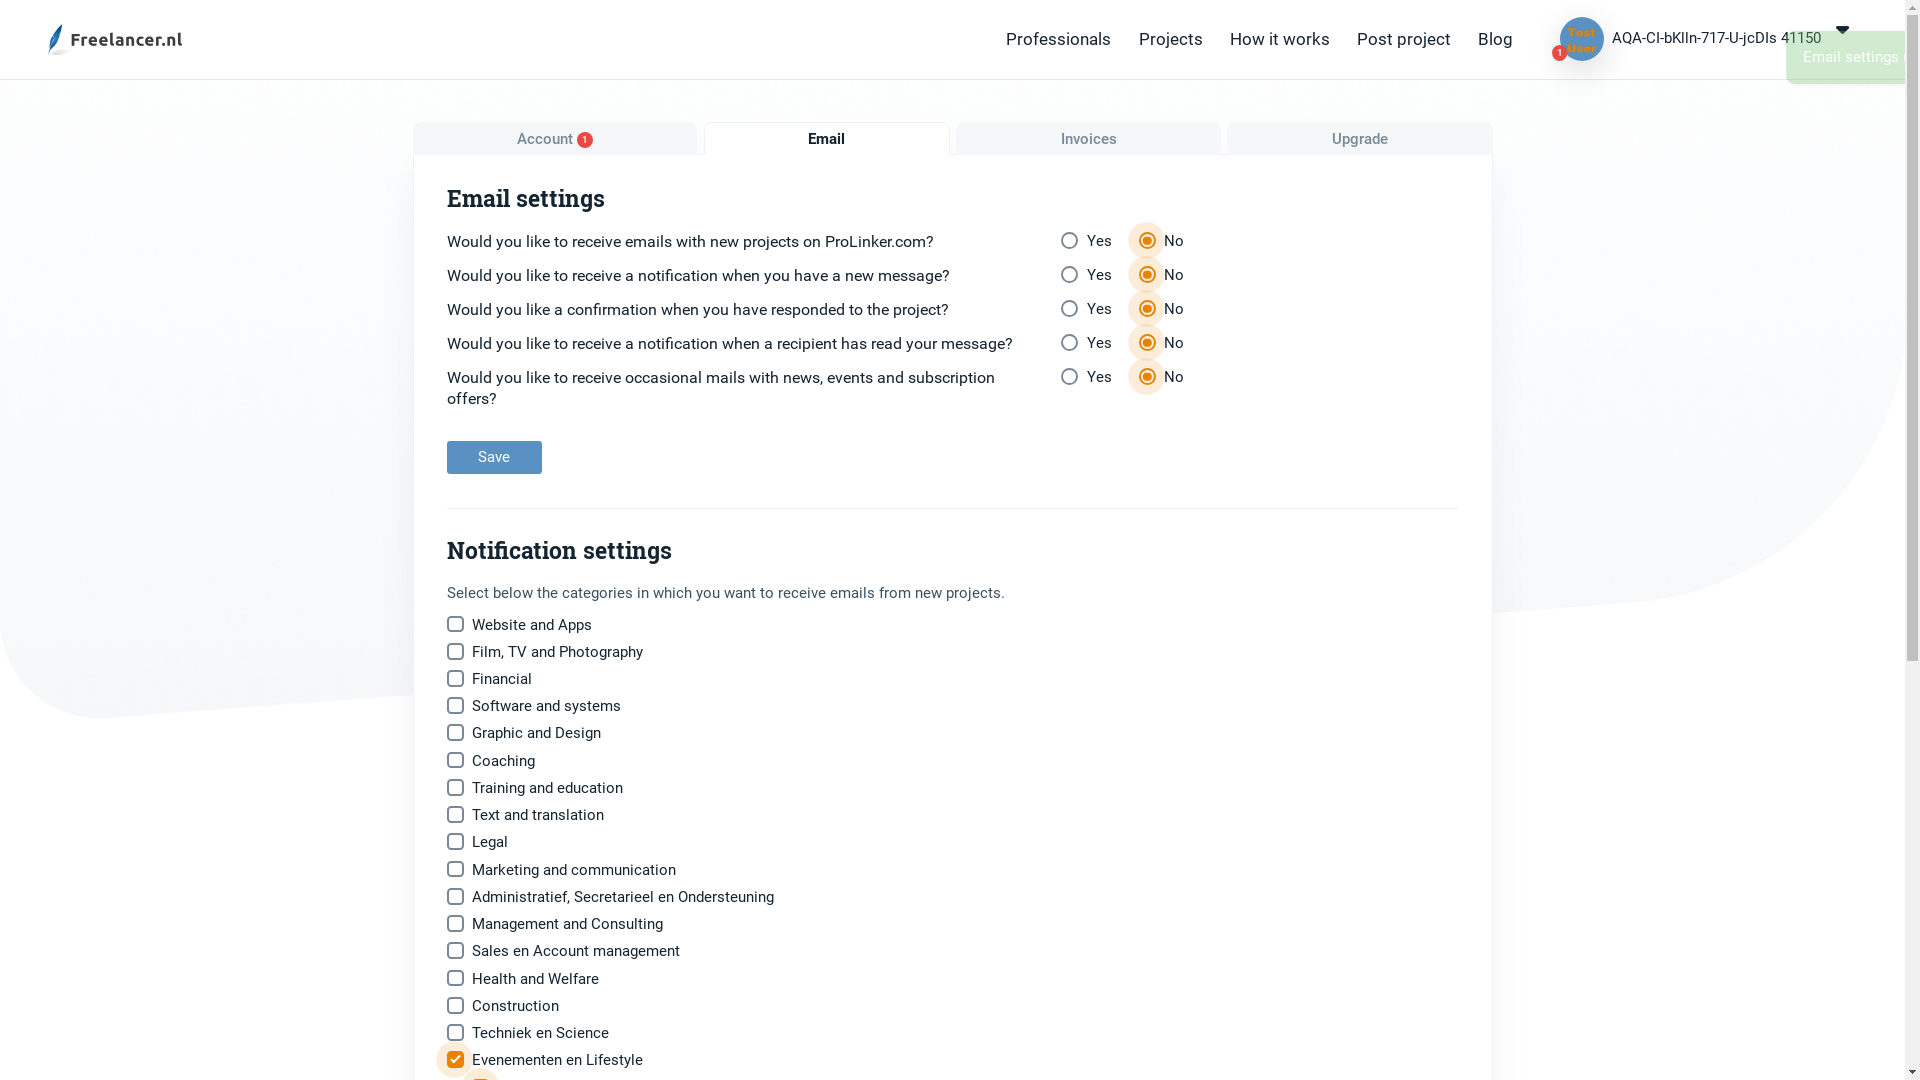 Freelancer.nl
Professionals
Projects
How it works
Post project
Blog
Test
User
1
AQA-CI-bKlln-717-U-jcDIs 41150
Email settings
Account 1
Email
Invoices
Upgrade
Email settings
Would you like to receive emails with new projects on ProLinker.com?
Yes
No
Would you like to receive a notification when you have a new message?
Yes
No
Would you like a confirmation when you have responded to the project?
Yes
No
Would you like to receive a notification when a recipient has read your message?
Yes
No
Would you like to receive occasional mails with news, events and subscription
offers?
Yes
No
Save
Notification settings
Select below the categories in which you want to receive emails from new projects.
Website and Apps
Film, TV and Photography
Financial
Software and systems
Graphic and Design
Coaching
Training and education
Text and translation
Legal
Marketing and communication
Administratief, Secretarieel en Ondersteuning
Management and Consulting
Sales en Account management
Health and Welfare
Construction
Techniek en Science
Evenementen en Lifestyle